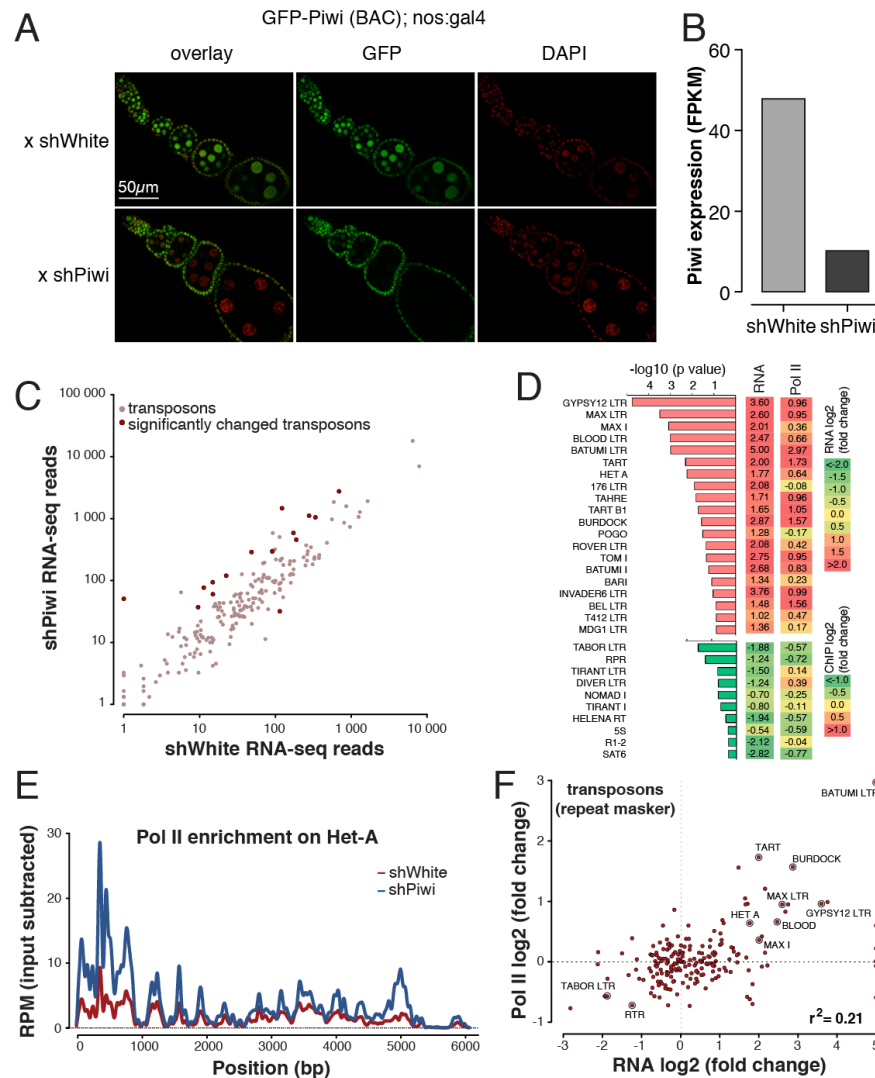 A
GFP-Piwi (BAC); nos:gal4
overlay
GFP
DAPI
x shWhite
50μm
x shPiwi
B
Piwi expression (FPKM)
60
40
20
0
shWhite shPiwi
C
shPiwi RNA-seq reads
100 000
10 000
1 000
100
10
1
transposons
significantly changed transposons
1 10 100 1 000 10 000
shWhite RNA-seq reads
D
-log10 (p value)
4 3 2 1
RNA
Pol II
GYPSY12 LTR 3.60 0.96
MAX LTR 2.60 0.95
MAX I 2.01 0.36
BLOOD LTR 2.47 0.66
BATUMI LTR 5.00 2.97
TART 2.00 1.73
HET A 1.77 0.64
176 LTR 2.08 -0.08
TAHRE 1.71 0.96
TART B1 1.65 1.05
BURDOCK 2.87 1.57
POGO 1.28 -0.17
ROVER LTR 2.08 0.42
TOM I 2.75 0.95
BATUMI I 2.68 0.83
BARI 1.34 0.23
INVADER6 LTR 3.76 0.99
BEL LTR 1.48 1.56
T412 LTR 1.02 0.47
MDG1 LTR 1.36 0.17
TABOR LTR -1.88 -0.57
RPR -1.24 -0.72
TIRANT LTR -1.50 0.14
DIVER LTR -1.24 0.39
NOMAD I -0.70 -0.25
TIRANT I -0.80 -0.11
HELENA RT -1.94 -0.57
5S -0.54 -0.59
R1-2 -2.12 -0.04
SAT6 -2.82 -0.77
RNA log2
(fold change)
<-2.0
-1.5
-1.0
-0.5
0.0
0.5
1.0
1.5
>2.0
ChIP log2
(fold change)
<-1.0
-0.5
0.0
0.5
>1.0
E
Pol II enrichment on Het-A
RPM (input subtracted)
30
20
10
0
shWhite
shPiwi
0 1000 2000 3000 4000 5000 6000
Position (bp)
F
transposons
(repeat masker)
Pol II log2 (fold change)
3
2
1
0
-1
BATUMI LTR
TART
BURDOCK
MAX LTR
GYPSY12 LTR
HET A
BLOOD
MAX I
TABOR LTR
RTR
r²= 0.21
-3 -2 -1 0 1 2 3 4 5
RNA log2 (fold change)